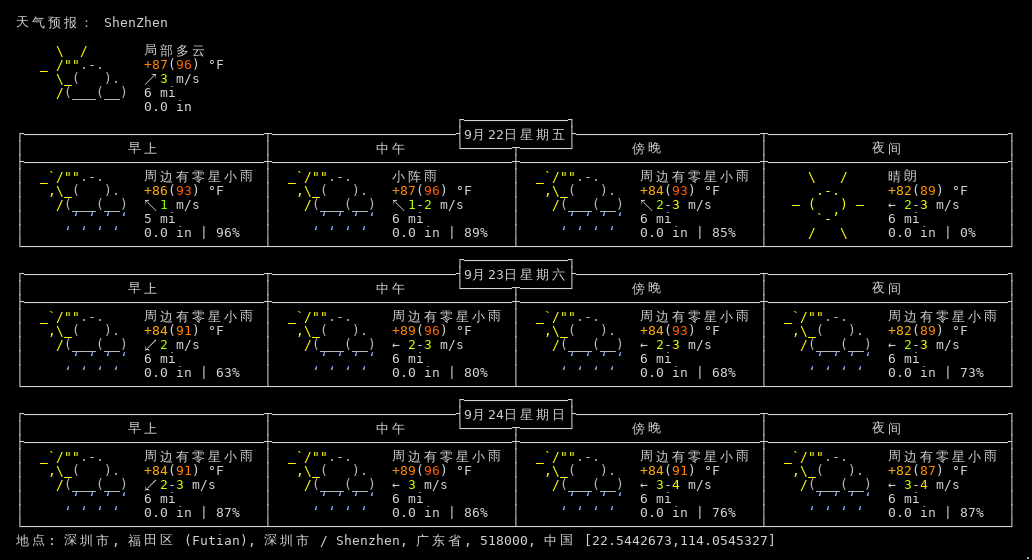 天气预报： ShenZhen
局部多云
+87(96) °F
↗3 m/s
6 mi
0.0 in
9月22日星期五
早上 中午 傍晚 夜间
周边有零星小雨 小阵雨 周边有零星小雨 晴朗
+86(93) °F +87(96) °F +84(93) °F +82(89) °F
↖1 m/s ↖1-2 m/s ↖2-3 m/s ← 2-3 m/s
5 mi 6 mi 6 mi 6 mi
0.0 in | 96% 0.0 in | 89% 0.0 in | 85% 0.0 in | 0%
9月23日星期六
早上 中午 傍晚 夜间
周边有零星小雨 周边有零星小雨 周边有零星小雨 周边有零星小雨
+84(91) °F +89(96) °F +84(93) °F +82(89) °F
↙2 m/s ← 2-3 m/s ← 2-3 m/s ← 2-3 m/s
6 mi 6 mi 6 mi 6 mi
0.0 in | 63% 0.0 in | 80% 0.0 in | 68% 0.0 in | 73%
9月24日星期日
早上 中午 傍晚 夜间
周边有零星小雨 周边有零星小雨 周边有零星小雨 周边有零星小雨
+84(91) °F +89(96) °F +84(91) °F +82(87) °F
↙2-3 m/s ← 3 m/s ← 3-4 m/s ← 3-4 m/s
6 mi 6 mi 6 mi 6 mi
0.0 in | 87% 0.0 in | 86% 0.0 in | 76% 0.0 in | 87%
地点: 深圳市, 福田区 (Futian), 深圳市 / Shenzhen, 广东省, 518000, 中国 [22.5442673,114.0545327]